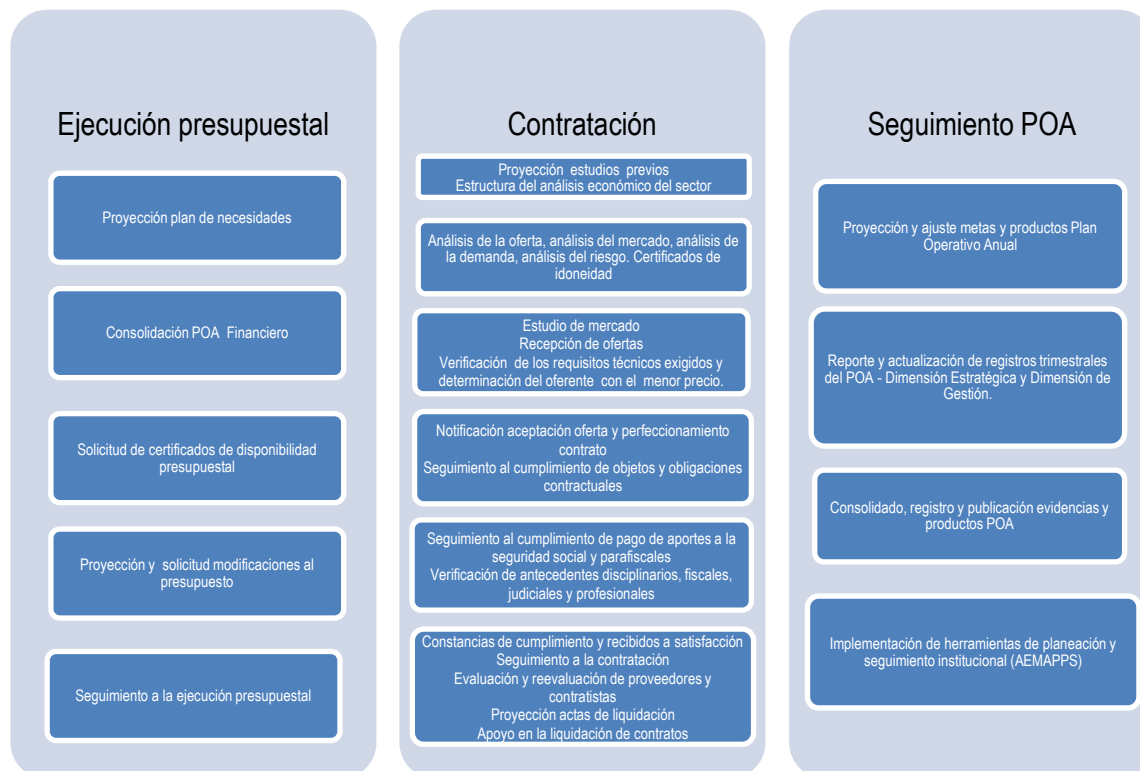 Ejecución presupuestal
Proyección plan de necesidades
Consolidación POA Financiero
Solicitud de certificados de disponibilidad
presupuestal
Proyección y solicitud modificaciones al
presupuesto
Seguimiento a la ejecución presupuestal
Contratación
Proyección estudios previos
Estructura del análisis económico del sector
Análisis de la oferta, análisis del mercado, análisis de
la demanda, análisis del riesgo. Certificados de
idoneidad
Estudio de mercado
Recepción de ofertas
Verificación de los requisitos técnicos exigidos y
determinación del oferente con el menor precio.
Notificación aceptación oferta y perfeccionamiento
contrato
Seguimiento al cumplimiento de objetos y obligaciones
contractuales
Seguimiento al cumplimiento de pago de aportes a la
seguridad social y parafiscales
Verificación de antecedentes disciplinarios, fiscales,
judiciales y profesionales
Constancias de cumplimiento y recibidos a satisfacción
Seguimiento a la contratación
Evaluación y reevaluación de proveedores y
contratistas
Proyección actas de liquidación
Apoyo en la liquidación de contratos
Seguimiento POA
Proyección y ajuste metas y productos Plan
Operativo Anual
Reporte y actualización de registros trimestrales
del POA - Dimensión Estratégica y Dimensión de
Gestión.
Consolidado, registro y publicación evidencias y
productos POA
Implementación de herramientas de planeación y
seguimiento institucional (AEMAPPS)